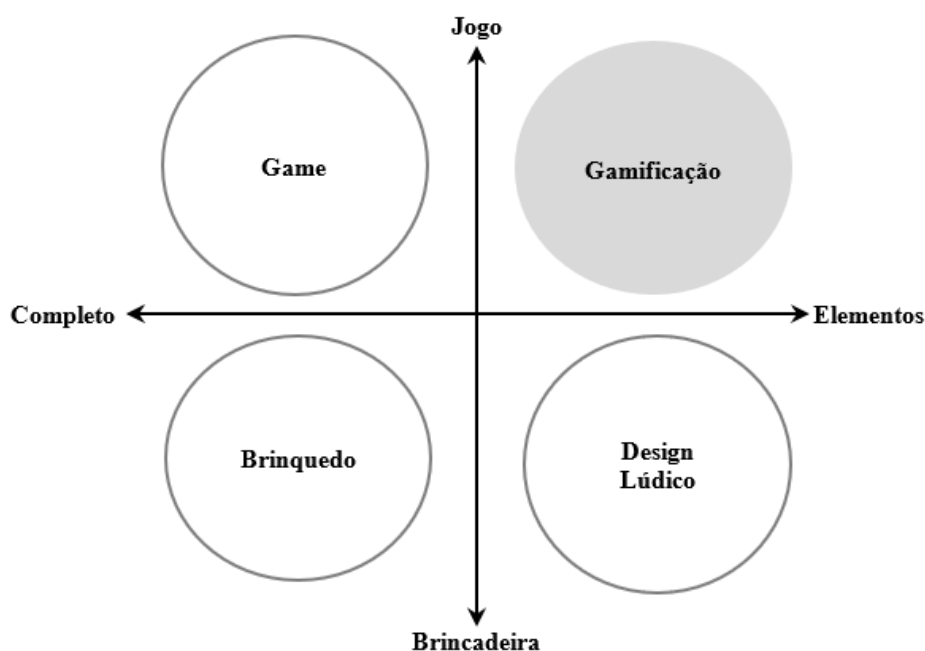 Jogo
Game
Gamificação
Completo
Elementos
Brinquedo
Design
Lúdico
Brincadeira